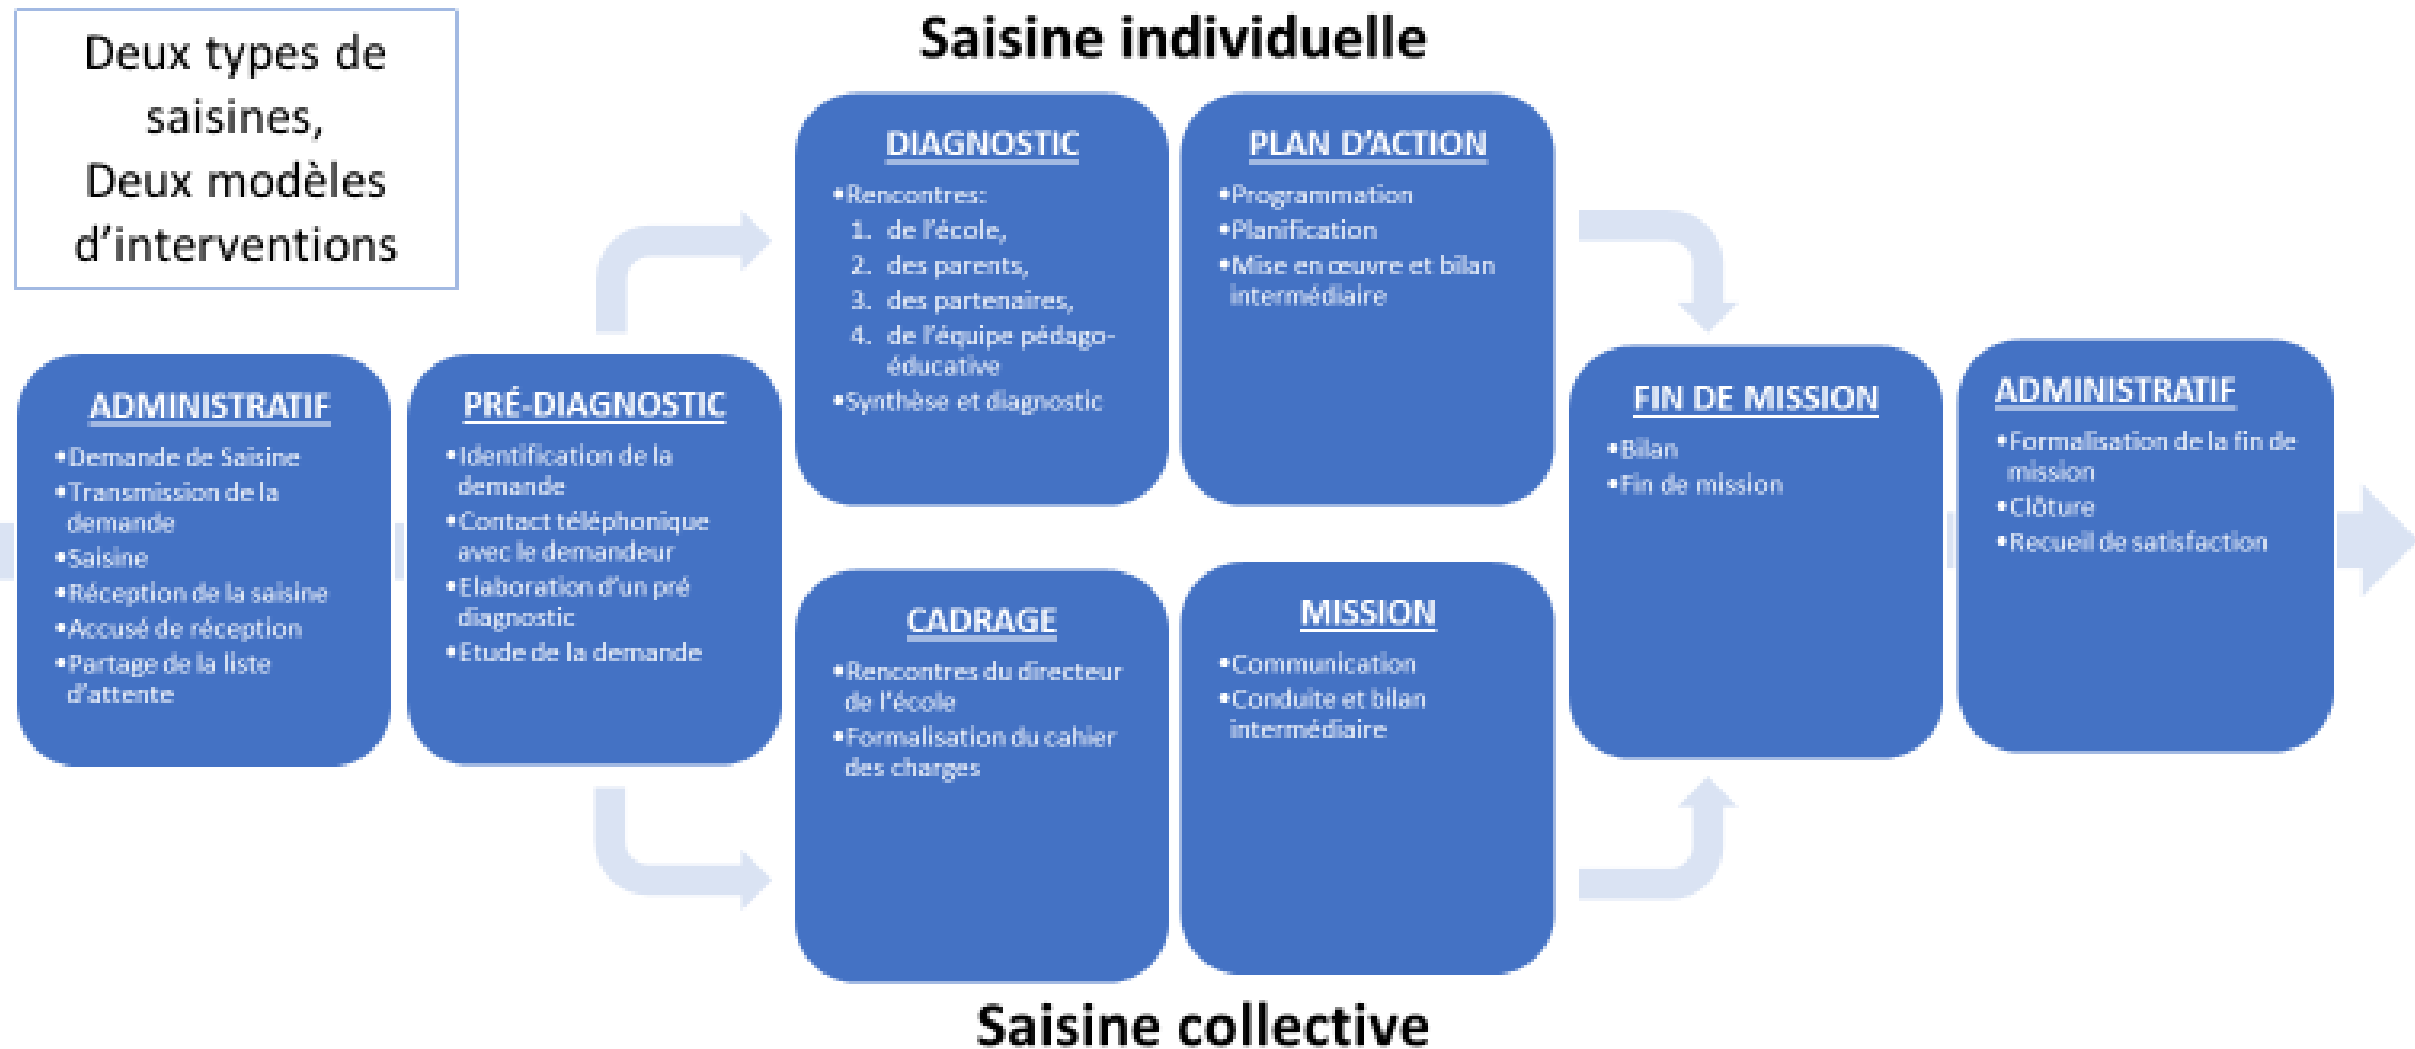 Deux types de
saisines,
Deux modèles
d'interventions
Saisine individuelle
ADMINISTRATIF
•Demande de Saisine
•Transmission de la
demande
•Saisine
•Réception de la saisine
•Accusé de réception
•Partage de la liste
d'attente
PRÉ-DIAGNOSTIC
•Identification de la
demande
•Contact téléphonique
avec le demandeur
•Elaboration d'un pré
diagnostic
•Etude de la demande
DIAGNOSTIC
•Rencontres:
1. de l'école,
2. des parents,
3. des partenaires,
4. de l'équipe pédago-
éducative
•Synthèse et diagnostic
PLAN D'ACTION
•Programmation
•Planification
•Mise en œuvre et bilan
intermédiaire
CADRAGE
•Rencontres du directeur
de l'école
•Formalisation du cahier
des charges
MISSION
•Communication
•Conduite et bilan
intermédiaire
FIN DE MISSION
•Bilan
•Fin de mission
ADMINISTRATIF
•Formalisation de la fin de
mission
•Clôture
•Recueil de satisfaction
Saisine collective